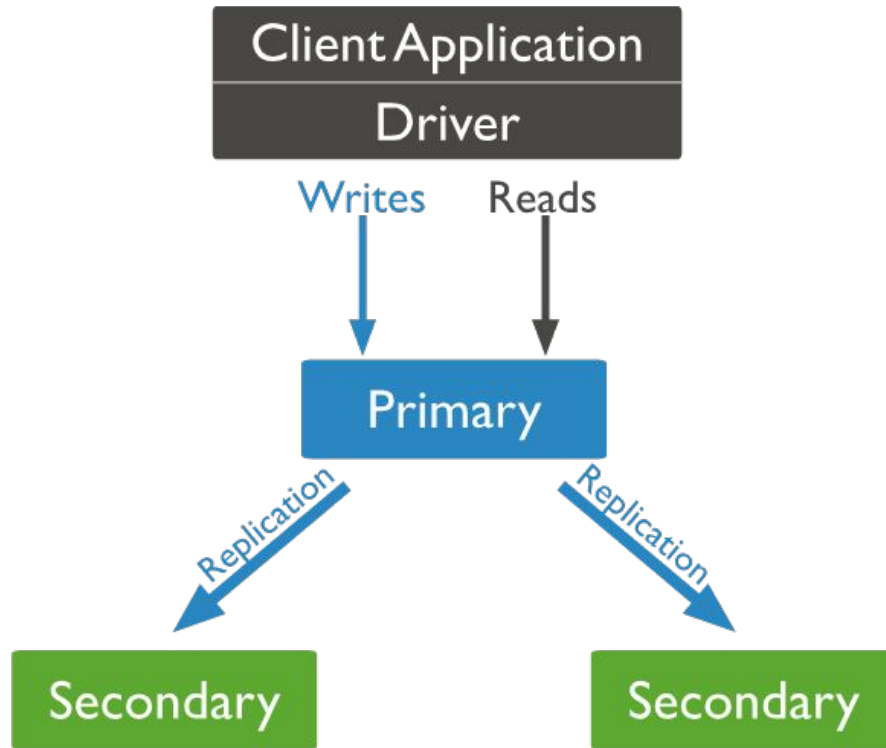 Client Application
Driver
Writes Reads
Primary
Replication Replication
Secondary Secondary